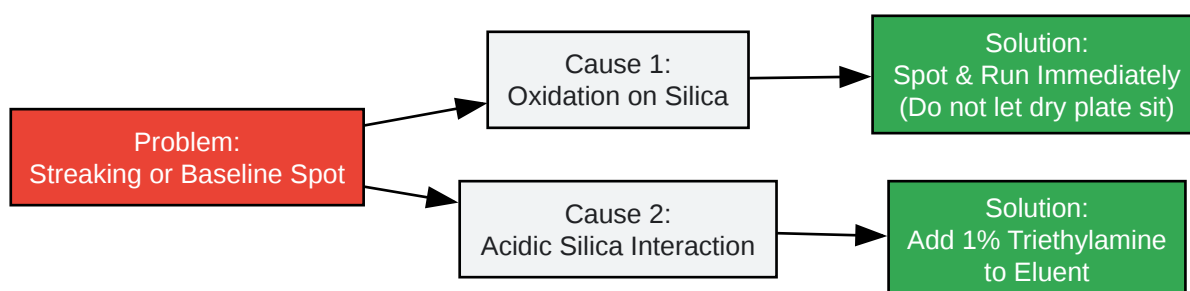 Problem:
Streaking or Baseline Spot
Cause 1:
Oxidation on Silica
Solution:
Spot & Run Immediately
(Do not let dry plate sit)
Cause 2:
Acidic Silica Interaction
Solution:
Add 1% Triethylamine
to Eluent